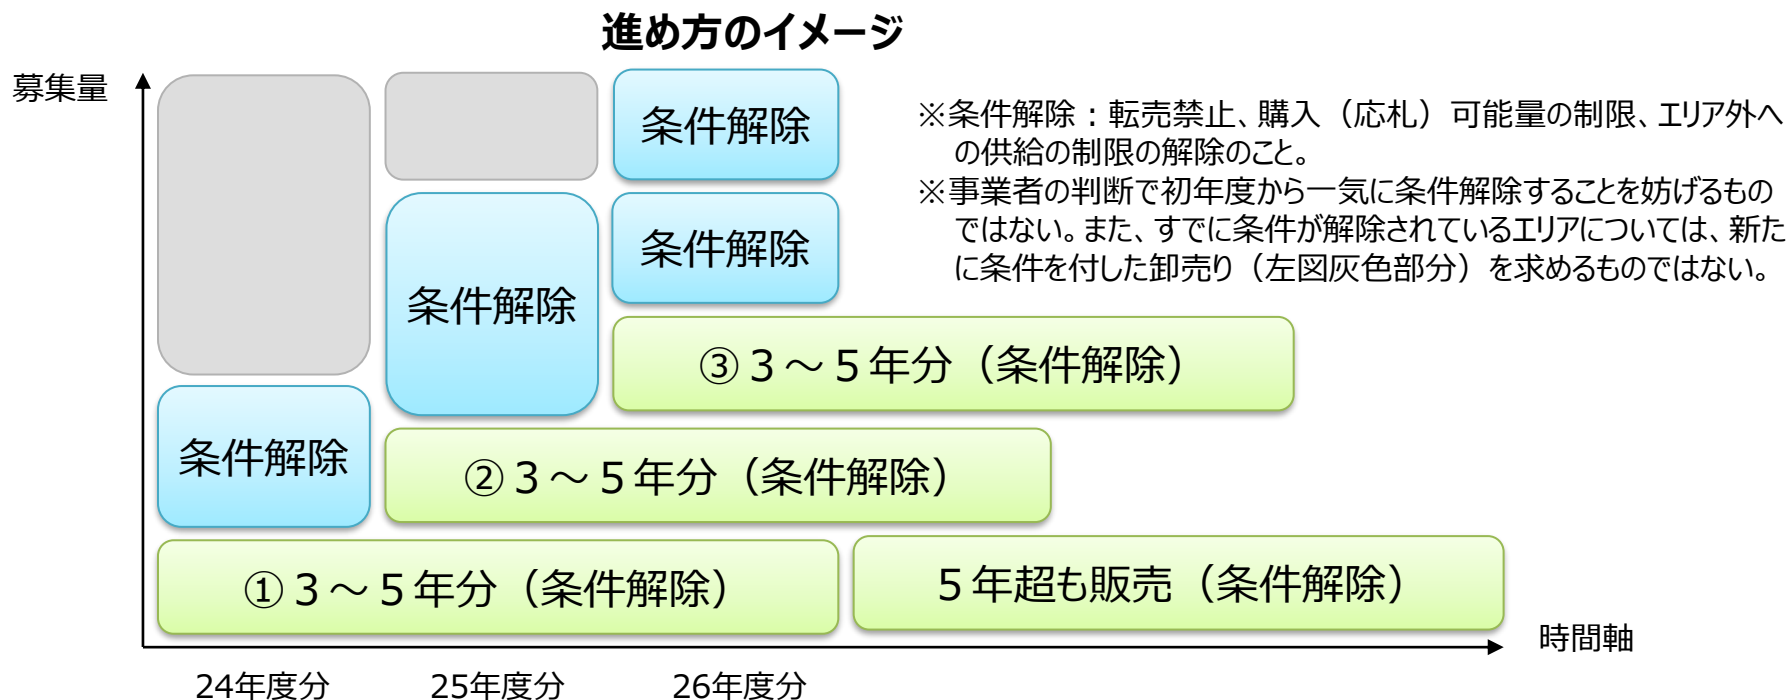 進め方のイメージ
募集量
条件解除
※条件解除：転売禁止、購入（応札）可能量の制限、エリア外へ
の供給の制限の解除のこと。
※事業者の判断で初年度から一気に条件解除することを妨げるもの
ではない。また、すでに条件が解除されているエリアについては、新た
に条件を付した卸売り（左図灰色部分）を求めるものではない。
条件解除
条件解除
③３～５年分（条件解除）
条件解除
②３～５年分（条件解除）
①３～５年分（条件解除）
５年超も販売（条件解除）
時間軸
24年度分
25年度分
26年度分